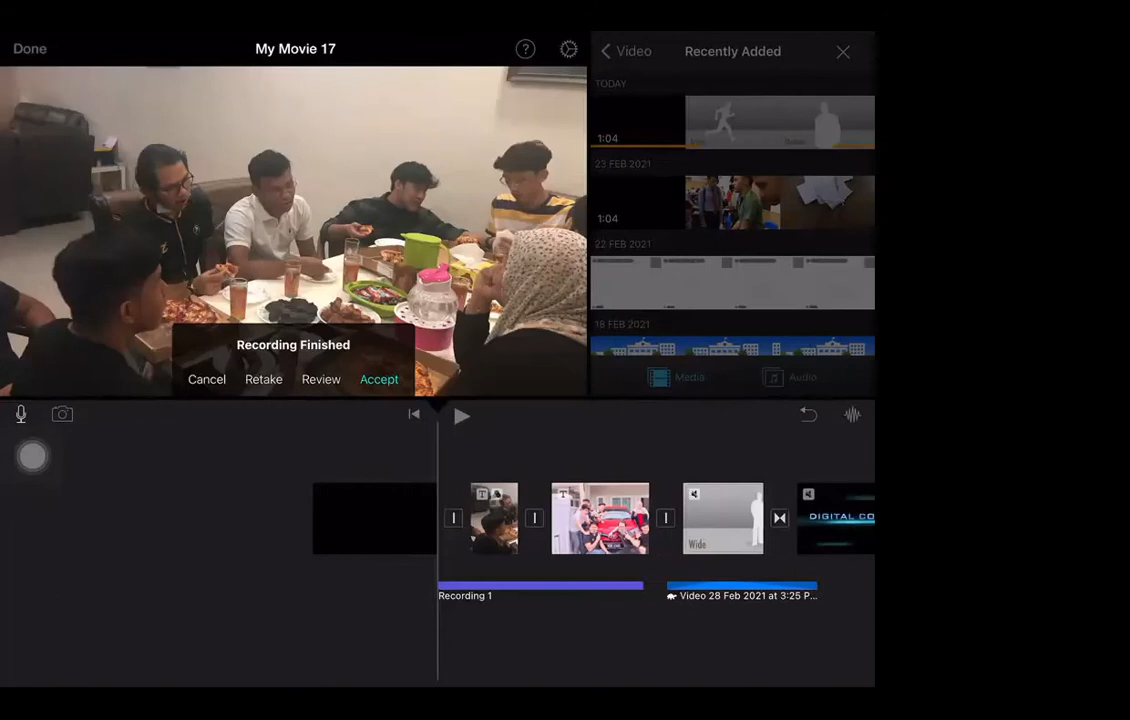 Done
My Movie 17
?
Video
Recently Added
TODAY
1:04
23 FEB 2021
1:04
22 FEB 2021
18 FEB 2021
Media
Audio
Recording Finished
Cancel Retake Review Accept
T
T
Wide
DIGITAL CO
Recording 1
Video 28 Feb 2021 at 3:25 P...